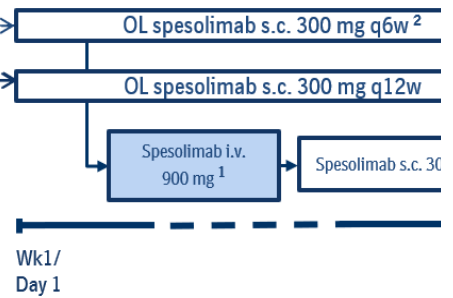 OL spesolimab s.c. 300 mg q6w ²
OL spesolimab s.c. 300 mg q12w
Spesolimab i.v.
900 mg ¹
Spesolimab s.c. 30
Wk1/
Day 1